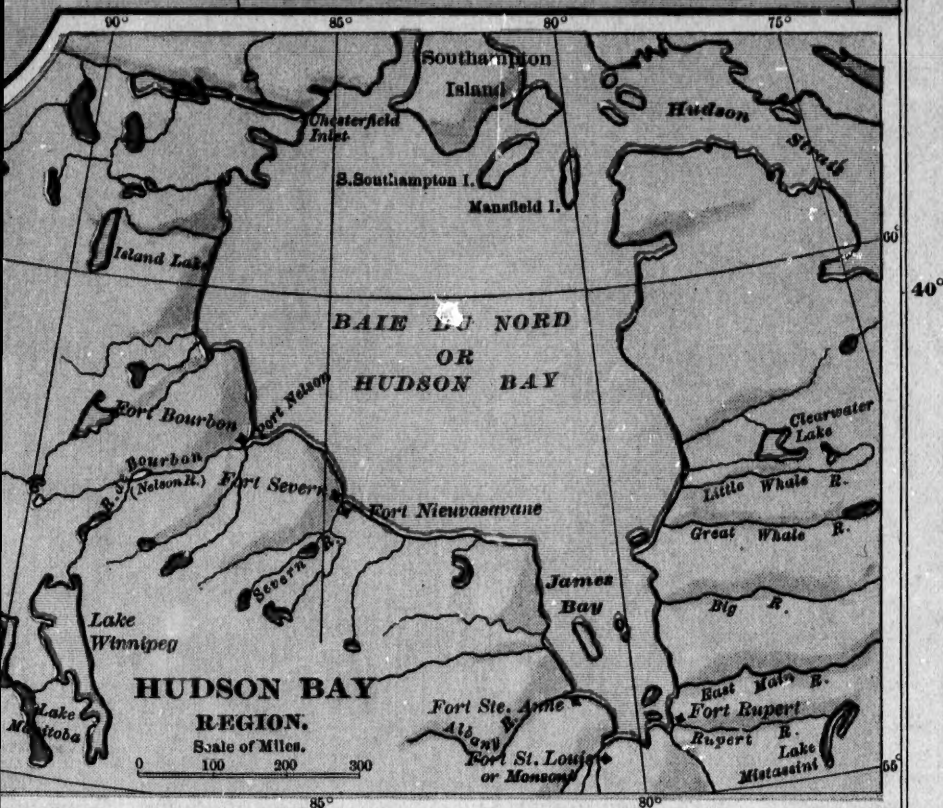 90°
85°
80°
75°
Southampton
Island
Hudson
Strait
Chesterfield
Inlet
S.Southampton I.
Mansfield I.
Island Lake
60°
40°
BAIE DU NORD
OR
HUDSON BAY
Port Nelson
Fort Bourbon
Clearwater
Lake
R. St. Bourbon
(Nelson R.)
Fort Severn
Little Whale R.
Fort Nieuvasavane
Great Whale R.
Severn R.
James
Bay
Big R.
Lake
Winnipeg
HUDSON BAY
REGION.
Scale of Miles.
0 100 200 300
East Main R.
Fort Ste. Anne
Fort Rupert
Albany R.
Rupert R.
Lake
Manitoba
Lake
Mistassini
Fort St. Louis
or Monsoni
55°
85°
80°